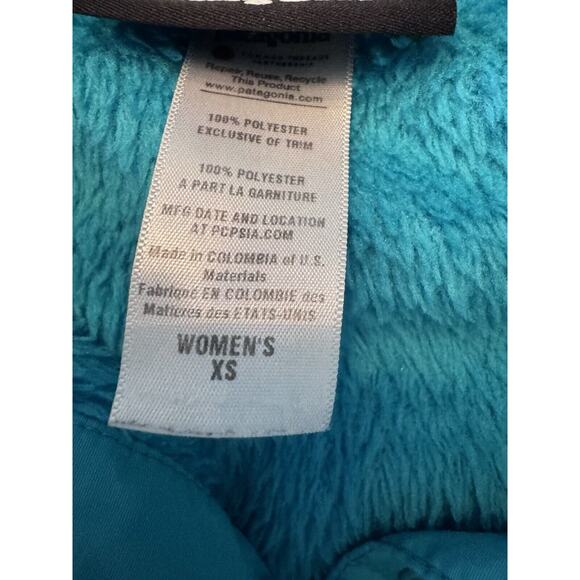 patagonia
Repair, Reuse, Recycle
This Product
www.patagonia.com
100% POLYESTER
EXCLUSIVE OF TRIM
100% POLYESTER
A PART LA GARNITURE
MFG DATE AND LOCATION
AT PCPSIA.COM
Made in COLOMBIA of U.S.
Materials
Fabriqué EN COLOMBIE des
Matieres des ETATS-UNIS
WOMEN'S
XS